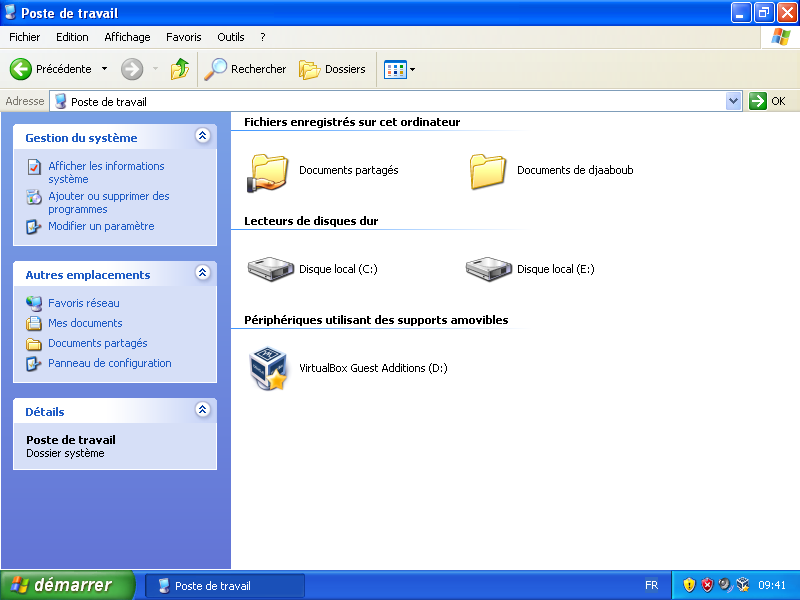 Poste de travail
Fichier Edition Affichage Favoris Outils ?
Précédente Rechercher Dossiers
Adresse Poste de travail OK
Gestion du système
Afficher les informations
système
Ajouter ou supprimer des
programmes
Modifier un paramètre
Autres emplacements
Favoris réseau
Mes documents
Documents partagés
Panneau de configuration
Détails
Poste de travail
Dossier système
Fichiers enregistrés sur cet ordinateur
Documents partagés
Documents de djaaboub
Lecteurs de disques dur
Disque local (C:)
Disque local (E:)
Périphériques utilisant des supports amovibles
VirtualBox Guest Additions (D:)
démarrer Poste de travail FR 09:41